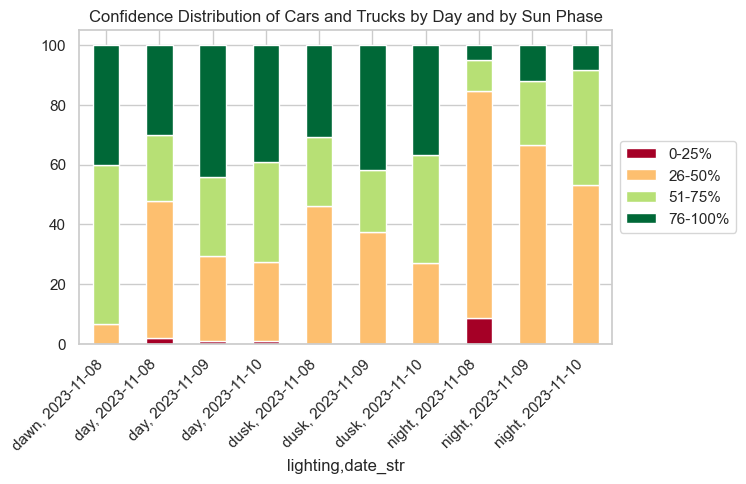 Confidence Distribution of Cars and Trucks by Day and by Sun Phase
100
80
60
40
20
0
0-25%
26-50%
51-75%
76-100%
dawn, 2023-11-08
day, 2023-11-08
day, 2023-11-09
day, 2023-11-10
dusk, 2023-11-08
dusk, 2023-11-09
dusk, 2023-11-10
night, 2023-11-08
night, 2023-11-09
night, 2023-11-10
lighting,date_str